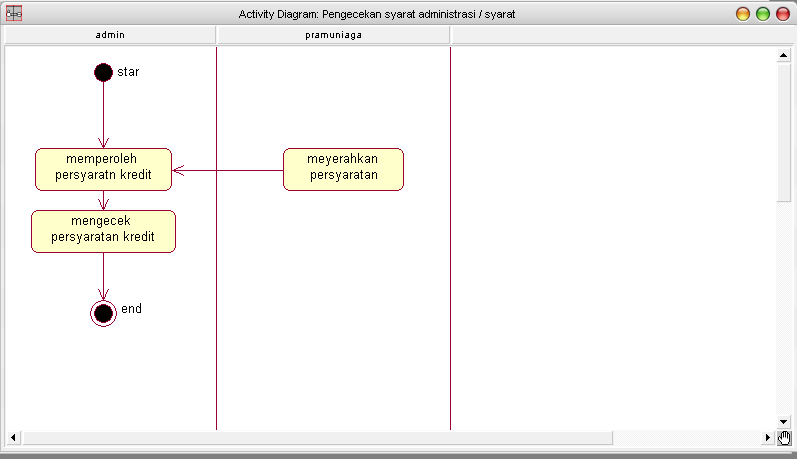 Activity Diagram: Pengecekan syarat administrasi / syarat
admin
pramuniaga
star
memperoleh
persyaratn kredit
meyerahkan
persyaratan
mengecek
persyaratan kredit
end